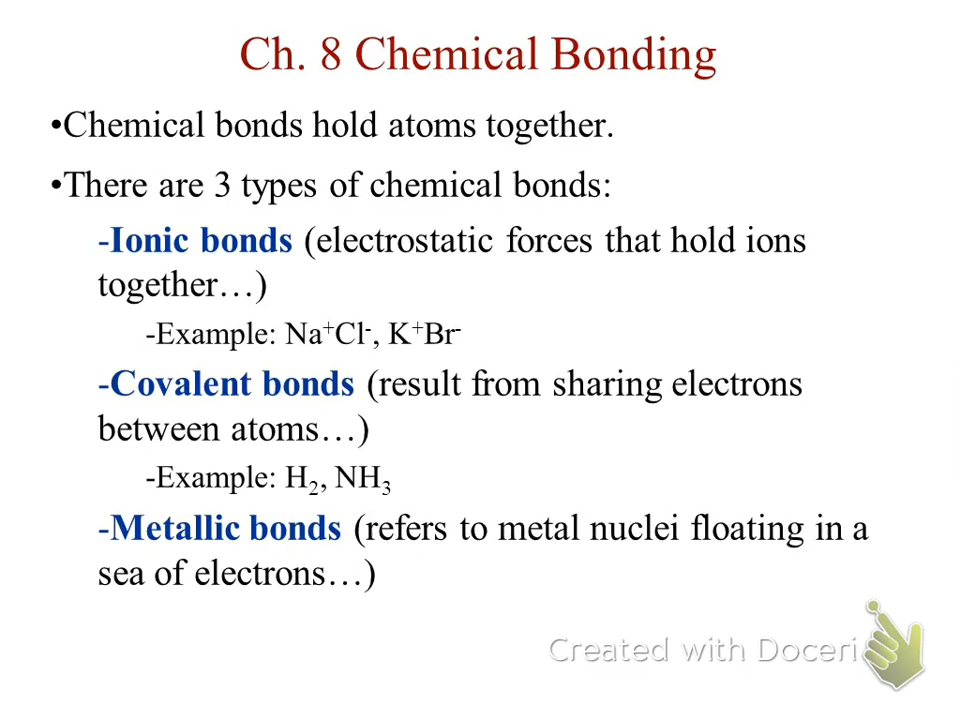 Ch. 8 Chemical Bonding
•Chemical bonds hold atoms together.
•There are 3 types of chemical bonds:
-Ionic bonds (electrostatic forces that hold ions
together…)
-Example: Na⁺Cl⁻, K⁺Br⁻
-Covalent bonds (result from sharing electrons
between atoms…)
-Example: H₂, NH₃
-Metallic bonds (refers to metal nuclei floating in a
sea of electrons…)
Created with Doceri